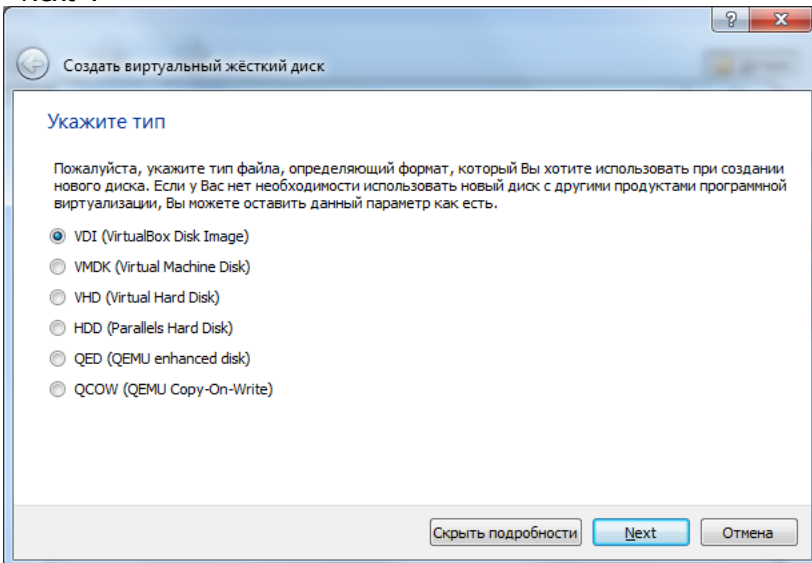 Создать виртуальный жёсткий диск
Укажите тип
Пожалуйста, укажите тип файла, определяющий формат, который Вы хотите использовать при создании
нового диска. Если у Вас нет необходимости использовать новый диск с другими продуктами программной
виртуализации, Вы можете оставить данный параметр как есть.
VDI (VirtualBox Disk Image)
VMDK (Virtual Machine Disk)
VHD (Virtual Hard Disk)
HDD (Parallels Hard Disk)
QED (QEMU enhanced disk)
QCOW (QEMU Copy-On-Write)
Скрыть подробности Next Отмена